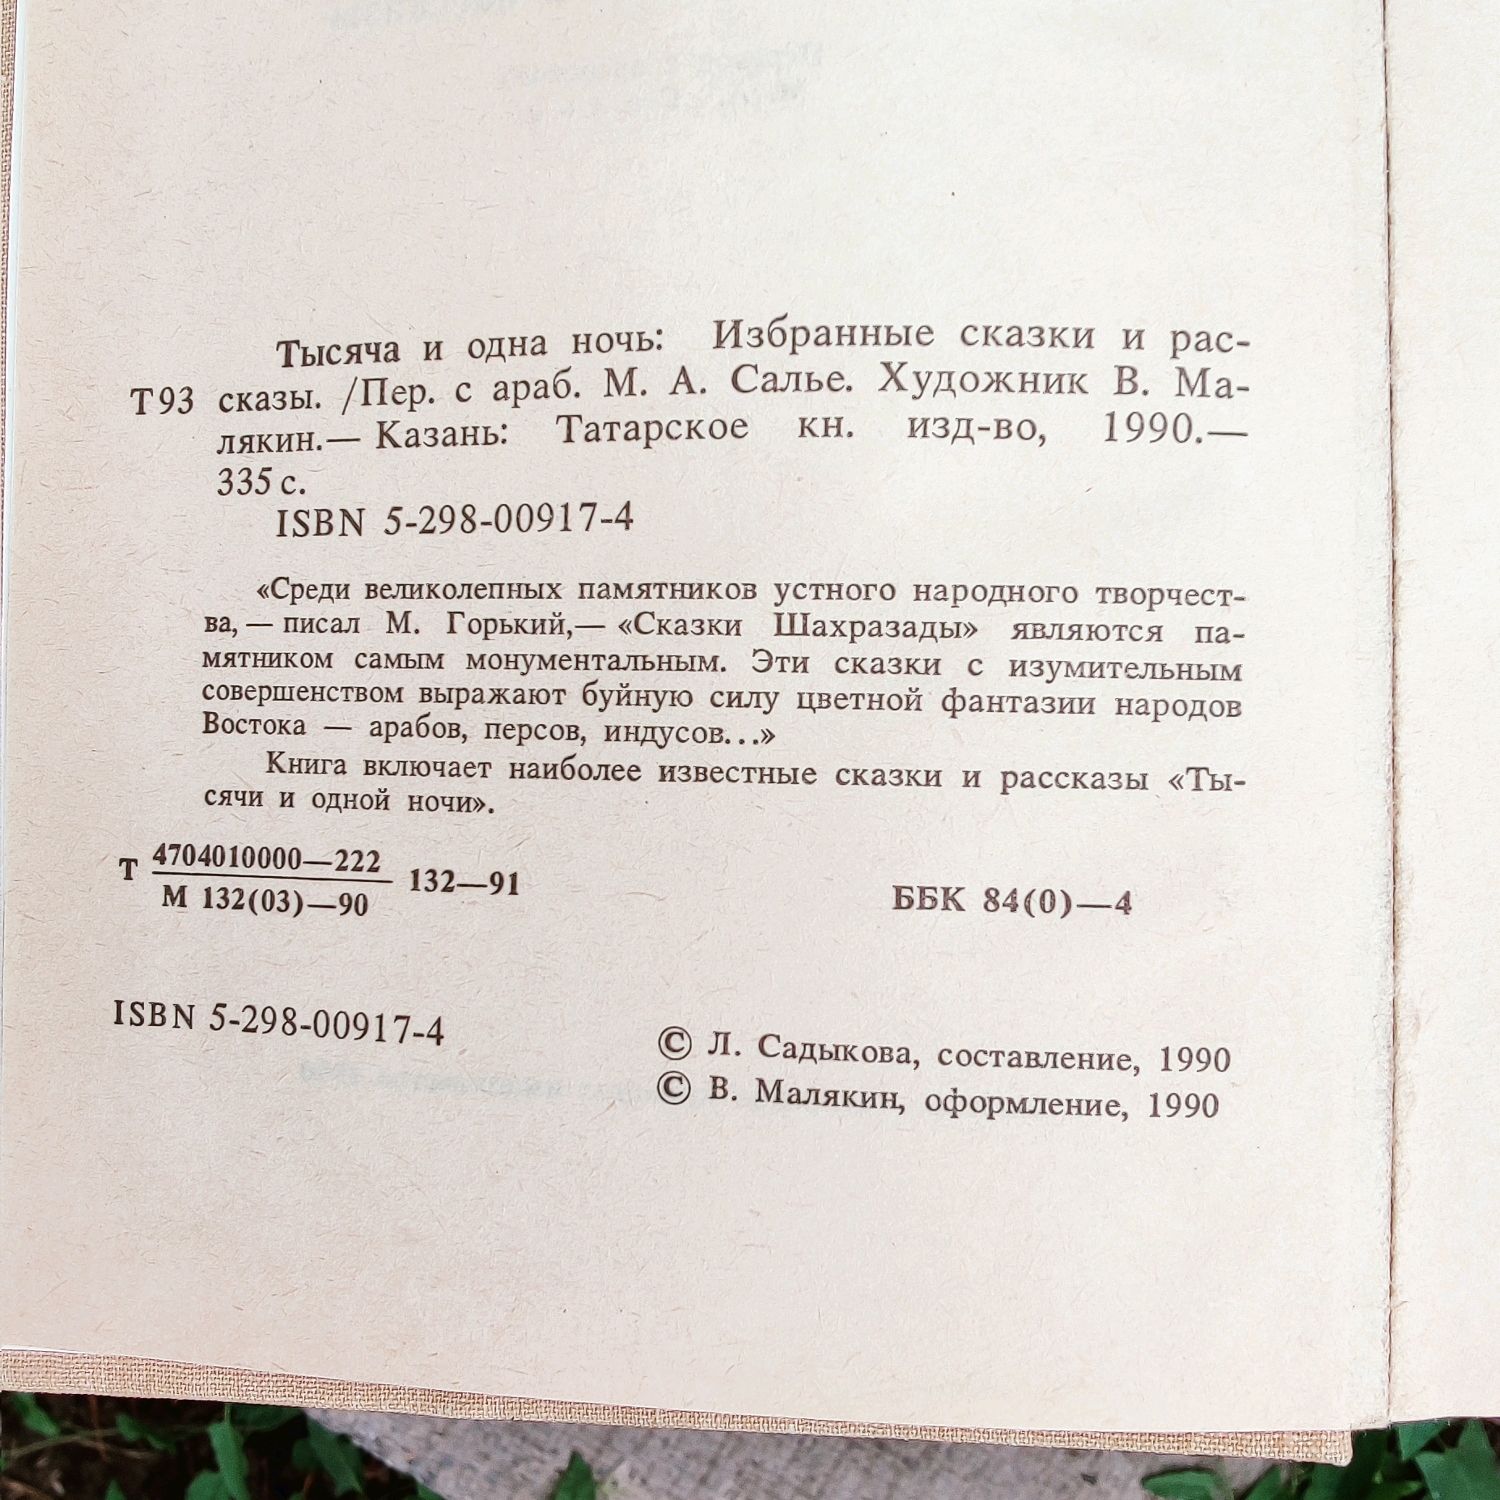 Тысяча и одна ночь: Избранные сказки и рас-
Т93 сказы. /Пер. с араб. М. А. Салье. Художник В. Ма-
лякин.— Казань: Татарское кн. изд-во, 1990.—
335 с.
ISBN 5-298-00917-4
«Среди великолепных памятников устного народного творчест-
ва, — писал М. Горький,— «Сказки Шахразады» являются па-
мятником самым монументальным. Эти сказки с изумительным
совершенством выражают буйную силу цветной фантазии народов
Востока — арабов, персов, индусов...»
Книга включает наиболее известные сказки и рассказы «Ты-
сячи и одной ночи».
Т 4704010000—222 132—91
М 132(03)—90
ББК 84(0)—4
ISBN 5-298-00917-4
© Л. Садыкова, составление, 1990
© В. Малякин, оформление, 1990